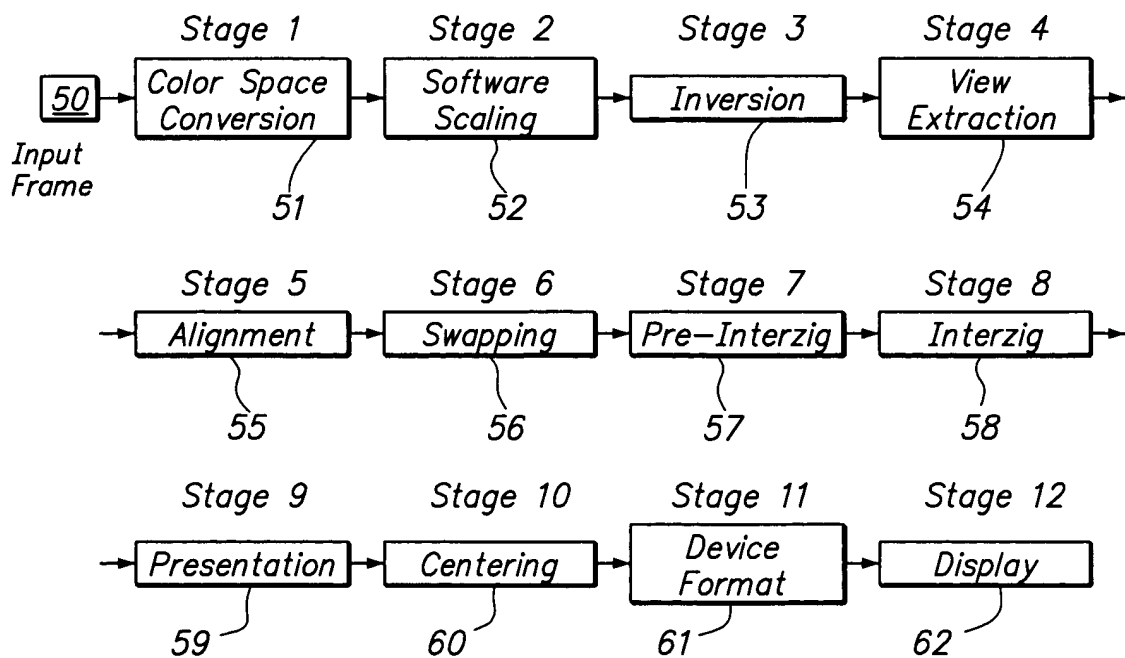 Stage 1 Stage 2 Stage 3 Stage 4
50 Color Space Conversion Software Scaling Inversion View Extraction
Input Frame
51 52 53 54
Stage 5 Stage 6 Stage 7 Stage 8
Alignment Swapping Pre-Interzig Interzig
55 56 57 58
Stage 9 Stage 10 Stage 11 Stage 12
Presentation Centering Device Format Display
59 60 61 62